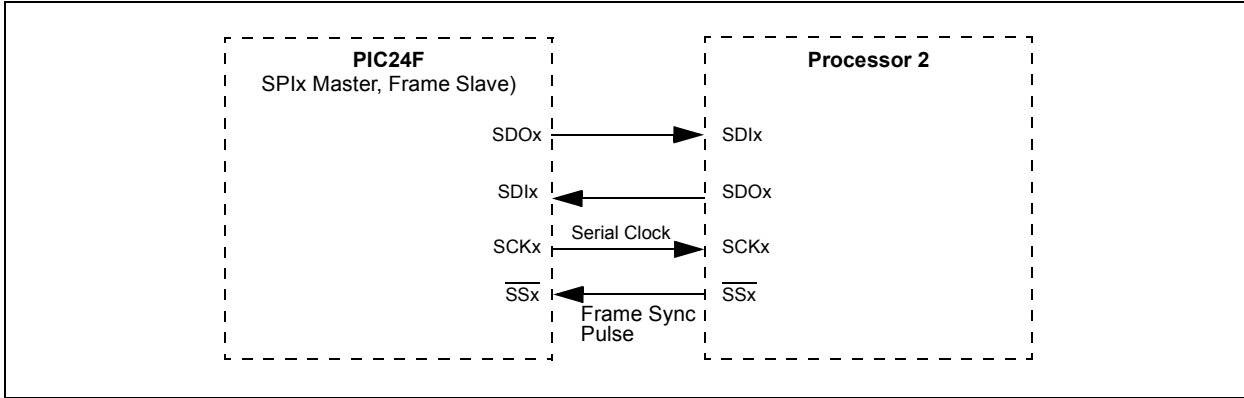 PIC24F
SPIx Master, Frame Slave)
Processor 2
SDOx
SDIx
SDIx
SDOx
SCKx
Serial Clock
SCKx
SSx
SSx
Frame Sync
Pulse